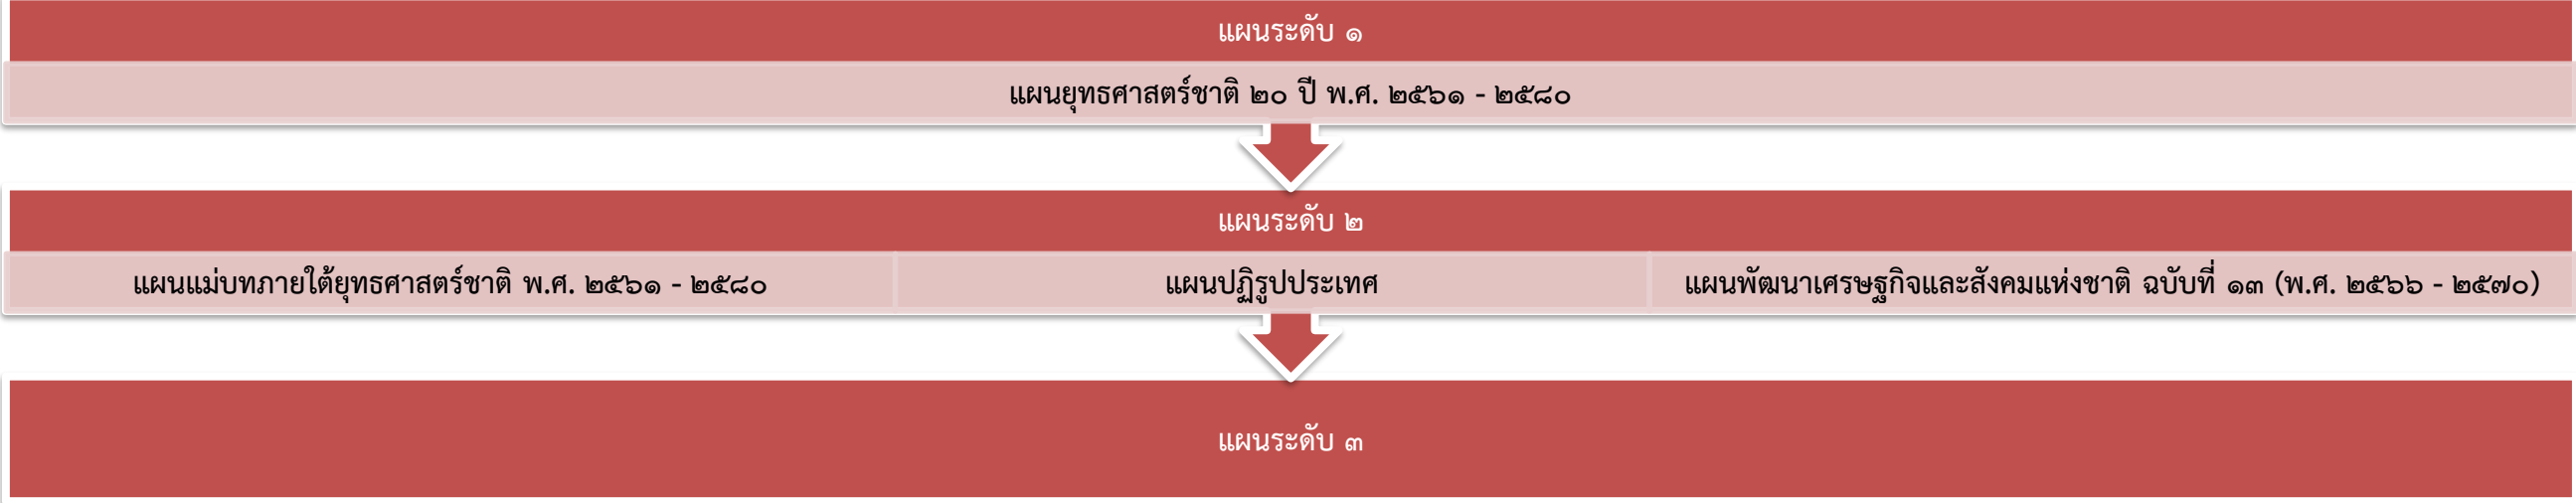 แผนระดับ ๑
แผนยุทธศาสตร์ชาติ ๒๐ ปี พ.ศ. ๒๕๖๑ - ๒๕๘๐
แผนระดับ ๒
แผนแม่บทภายใต้ยุทธศาสตร์ชาติ พ.ศ. ๒๕๖๑ - ๒๕๘๐
แผนปฏิรูปประเทศ
แผนพัฒนาเศรษฐกิจและสังคมแห่งชาติ ฉบับที่ ๑๓ (พ.ศ. ๒๕๖๖ - ๒๕๗๐)
แผนระดับ ๓